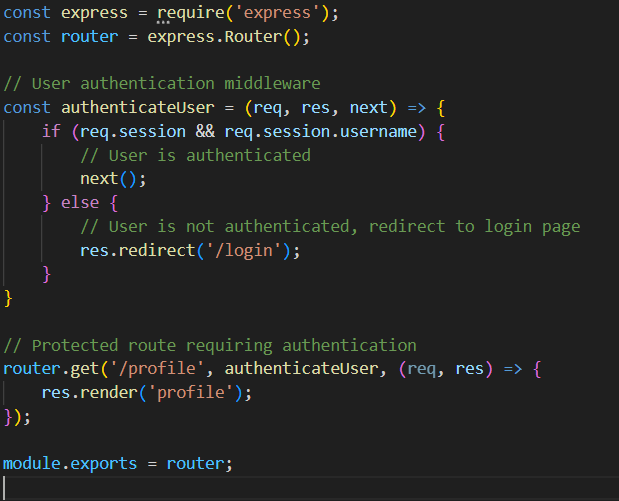 const express = require('express');
const router = express.Router();

// User authentication middleware
const authenticateUser = (req, res, next) => {
    if (req.session && req.session.username) {
        // User is authenticated
        next();
    } else {
        // User is not authenticated, redirect to login page
        res.redirect('/login');
    }
}

// Protected route requiring authentication
router.get('/profile', authenticateUser, (req, res) => {
    res.render('profile');
});

module.exports = router;